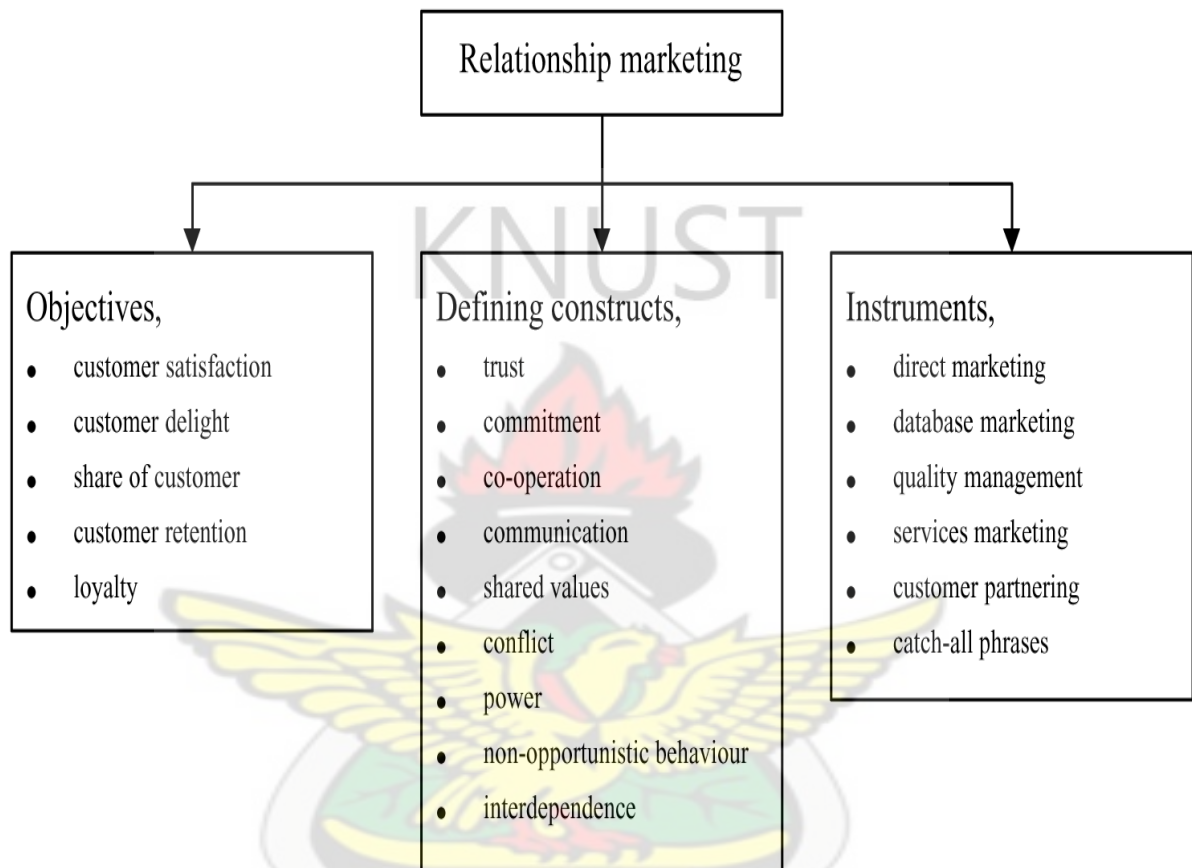 Relationship marketing
KNUST
Objectives,
• customer satisfaction
• customer delight
• share of customer
• customer retention
• loyalty
Defining constructs,
• trust
• commitment
• co-operation
• communication
• shared values
• conflict
• power
• non-opportunistic behaviour
• interdependence
Instruments,
• direct marketing
• database marketing
• quality management
• services marketing
• customer partnering
• catch-all phrases